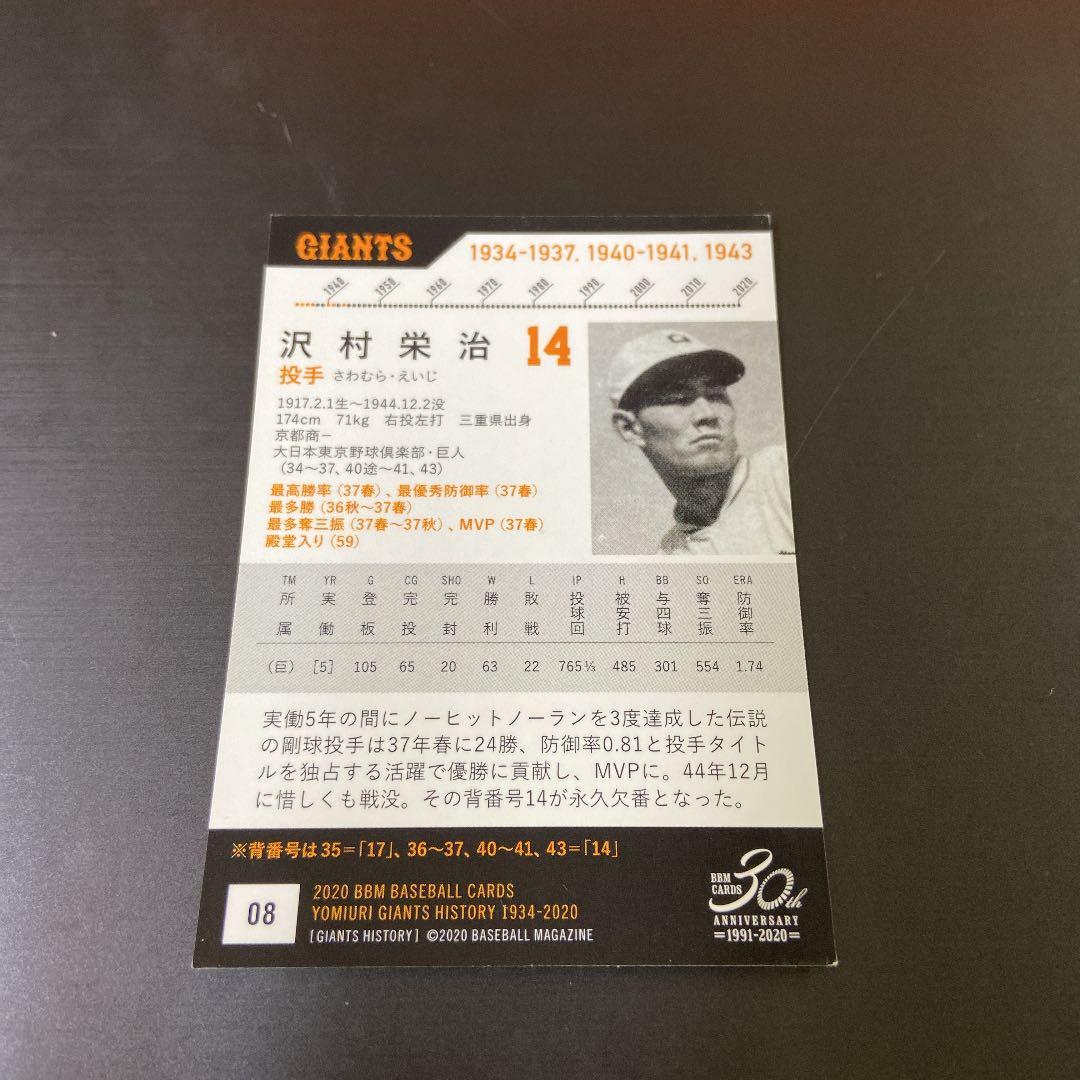 GIANTS
1934-1937, 1940-1941, 1943
1940 1950 1960 1970 1980 1990 2000 2010 2020
沢村栄治 14
投手 さわむら・えいじ
1917.2.1生〜1944.12.2没
174cm 71kg 右投左打 三重県出身
京都商ー
大日本東京野球倶楽部・巨人
(34〜37、40途〜41、43)
最高勝率(37春)、最優秀防御率(37春)
最多勝(36秋〜37春)
最多奪三振(37春〜37秋)、MVP(37春)
殿堂入り(59)
TM YR G CG SHO W L IP H BB SO ERA
所属 実働 登板 完投 完封 勝利 敗戦 投球回 被安打 与四球 奪三振 防御率
(巨) [5] 105 65 20 63 22 765⅓ 485 301 554 1.74
実働5年の間にノーヒットノーランを3度達成した伝説
の剛球投手は37年春に24勝、防御率0.81と投手タイト
ルを独占する活躍で優勝に貢献し、MVPに。44年12月
に惜しくも戦没。その背番号14が永久欠番となった。
※背番号は35=「17」、36〜37、40〜41、43=「14」
08
2020 BBM BASEBALL CARDS
YOMIURI GIANTS HISTORY 1934-2020
[GIANTS HISTORY] ©2020 BASEBALL MAGAZINE
BBM CARDS 30th
ANNIVERSARY
=1991-2020=
G